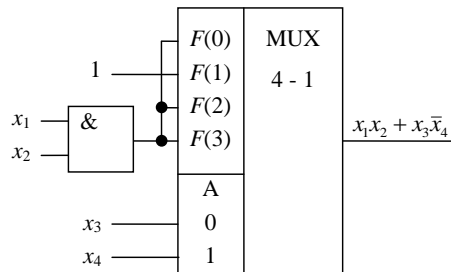 F(0) MUX
1 F(1) 4 - 1
x₁ & F(2) x₁x₂ + x₃x̄₄
x₂ F(3)
A
x₃ 0
x₄ 1